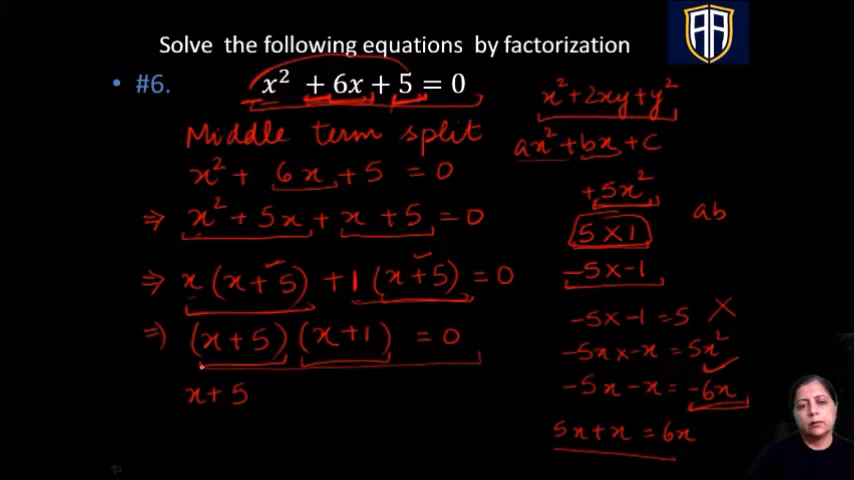 Solve the following equations by factorization
AA
• #6. x² + 6x + 5 = 0
Middle term split
x² + 6x + 5 = 0
⇒ x² + 5x + x + 5 = 0
⇒ x(x + 5) + 1(x + 5) = 0
⇒ (x + 5)(x + 1) = 0
x + 5
x² + 2xy + y²
ax² + bx + c
+5x²
ab
5 × 1
-5 × -1
-5 × -1 = 5 ×
-5x × -x = 5x² ✓
-5x - x = -6x
5x + x = 6x